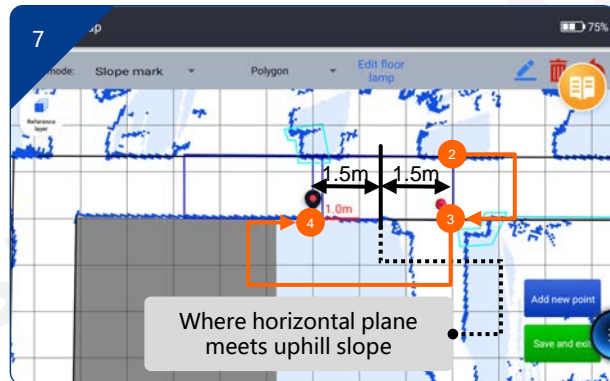 7
75%
mode:
Slope mark
Polygon
Edit floor
lamp
Reference
layer
2
1.5m
1.5m
1.0m
4
3
Where horizontal plane
meets uphill slope
Add new point
Save and exit